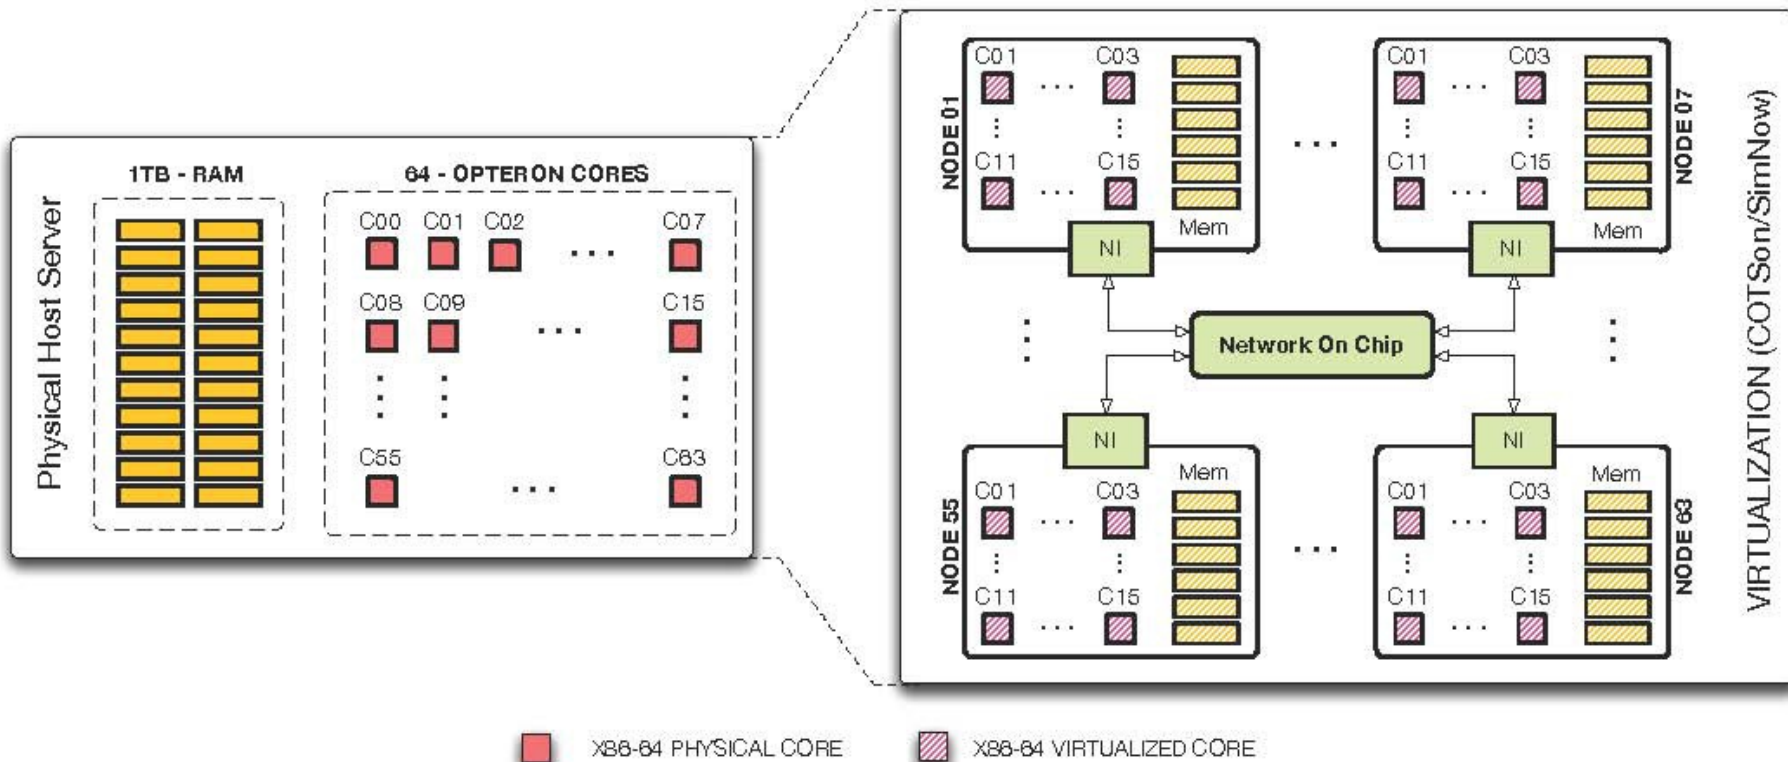 Physical Host Server
1TB - RAM
64 - OPTERON CORES
C00 C01 C02 ... C07
C08 C09 ... C15
C55 ... C63
NODE 01
C01 ... C03
C11 ... C15
Mem
NI
...
NODE 07
C01 ... C03
C11 ... C15
Mem
NI
Network On Chip
NODE 55
NI
Mem
C01 ... C03
C11 ... C15
...
NODE 63
NI
Mem
C01 ... C03
C11 ... C15
VIRTUALIZATION (COTSon/SimNow)
X86-64 PHYSICAL CORE
X86-64 VIRTUALIZED CORE